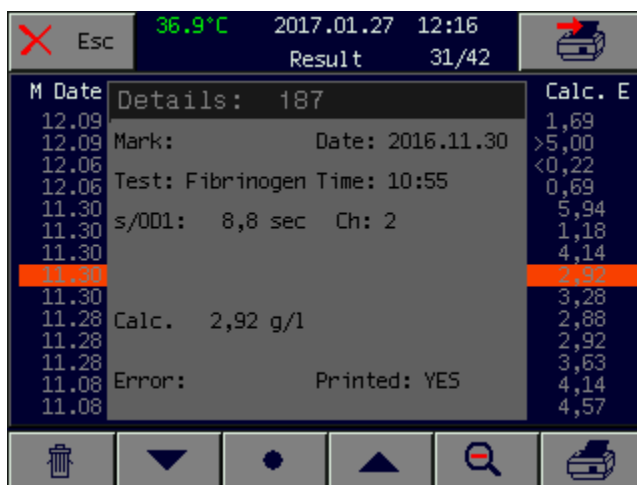 Esc
36.9°C 2017.01.27 12:16
Result 31/42
M Date Calc. E
Details: 187
12.09 1,69
12.09 Mark: Date: 2016.11.30 >5,00
12.06 <0,22
12.06 Test: Fibrinogen Time: 10:55 0,69
11.30 5,94
11.30 s/OD1: 8,8 sec Ch: 2 1,18
11.30 4,14
11.30 2,92
11.30 3,28
11.28 Calc. 2,92 g/l 2,88
11.28 2,92
11.28 3,63
11.08 Error: Printed: YES 4,14
11.08 4,57